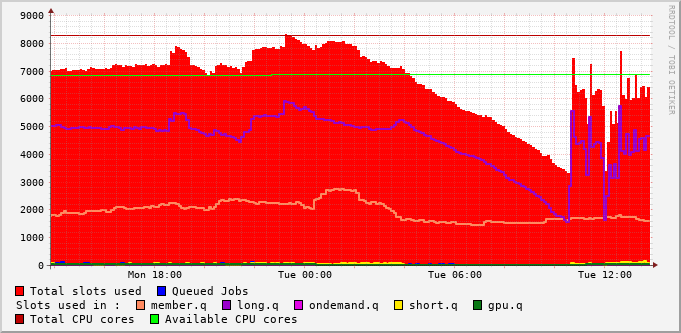 9000
8000
7000
6000
5000
4000
3000
2000
1000
0
Mon 18:00 Tue 00:00 Tue 06:00 Tue 12:00
RRDTOOL / TOBI OETIKER
Total slots used Queued Jobs
Slots used in : member.q long.q ondemand.q short.q gpu.q
Total CPU cores Available CPU cores